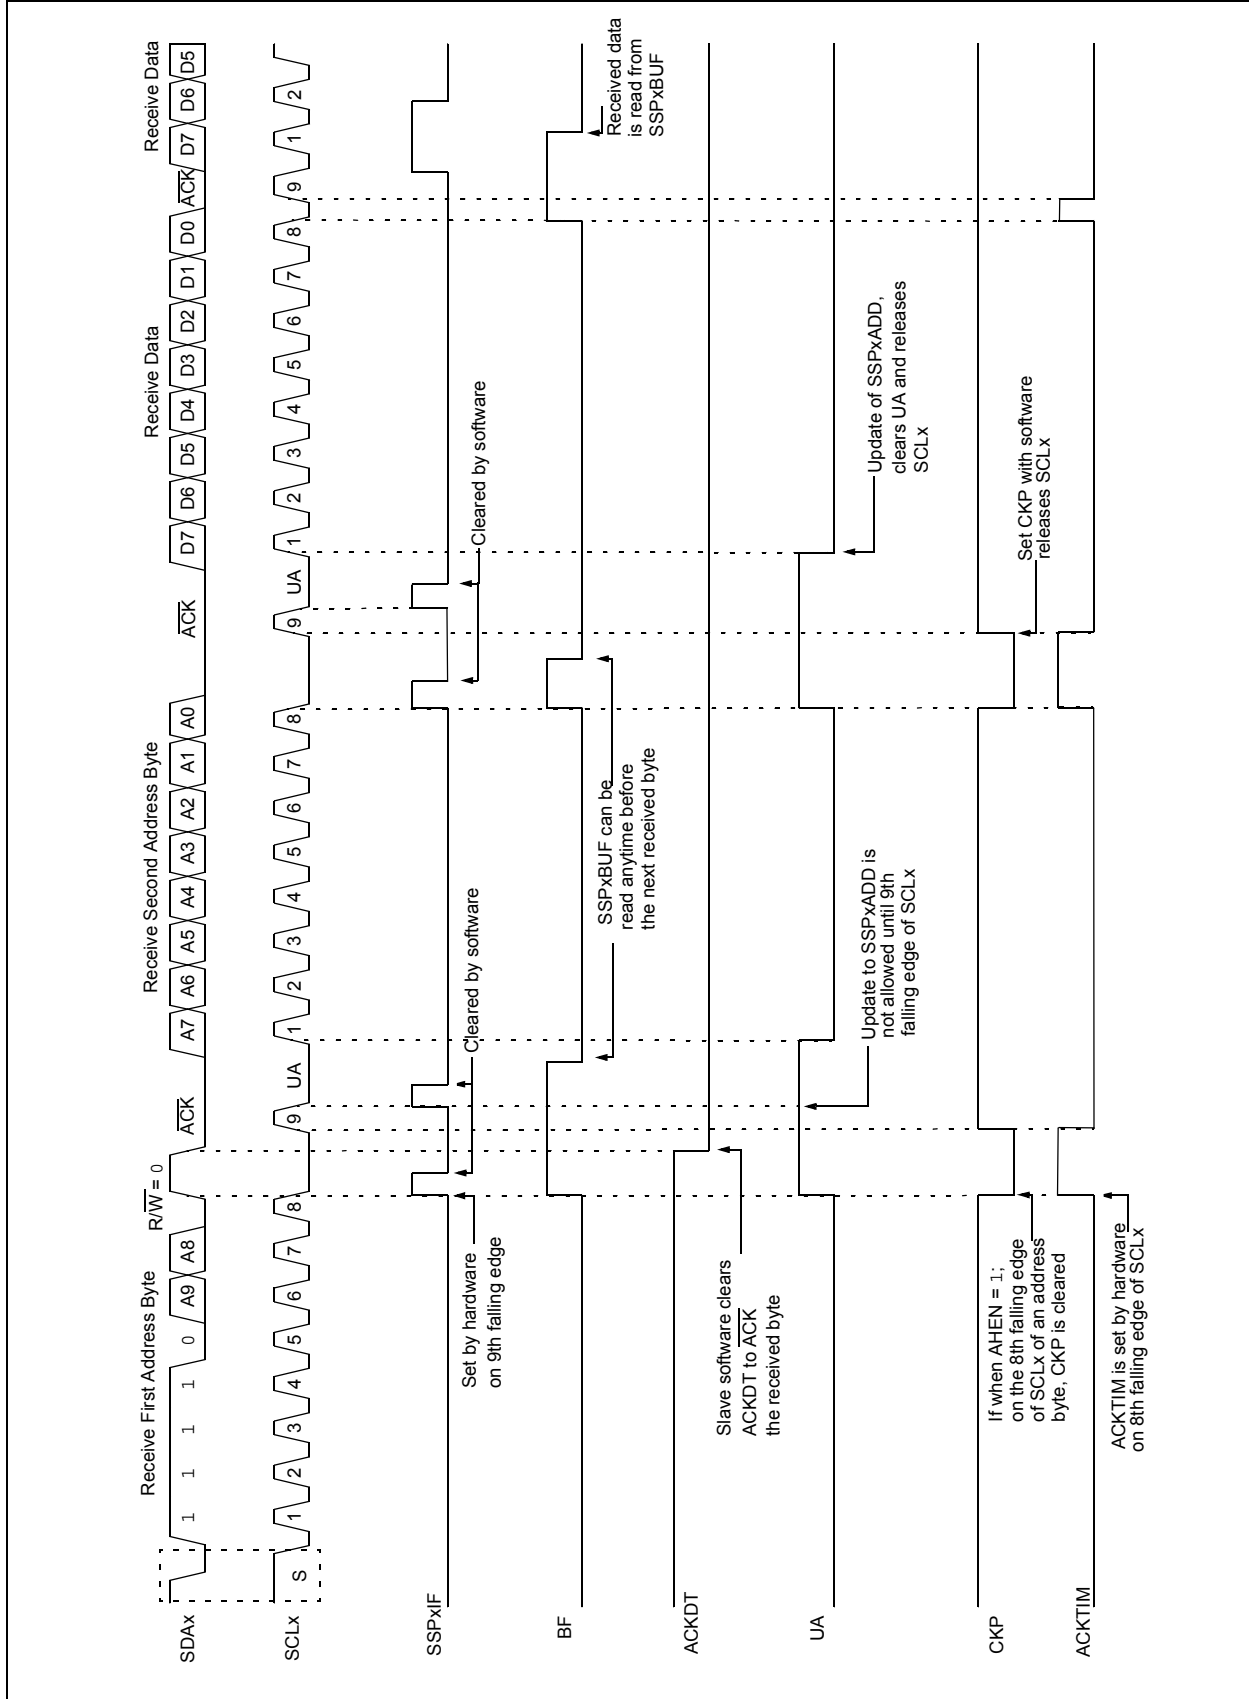 Receive First Address Byte
R/W = 0
Receive Second Address Byte
Receive Data
Receive Data
SDAx
1 1 1 1 0 A9 A8
ACK
A7 A6 A5 A4 A3 A2 A1 A0
ACK
D7 D6 D5 D4 D3 D2 D1 D0
ACK
D7 D6 D5
SCLx
S
1 2 3 4 5 6 7 8 9 UA 1 2 3 4 5 6 7 8 9 UA 1 2 3 4 5 6 7 8 9 1 2
SSPxIF
Set by hardware
on 9th falling edge
Cleared by software
Cleared by software
BF
SSPxBUF can be
read anytime before
the next received byte
Received data
is read from
SSPxBUF
ACKDT
Slave software clears
ACKDT to ACK
the received byte
UA
Update to SSPxADD is
not allowed until 9th
falling edge of SCLx
Update of SSPxADD,
clears UA and releases
SCLx
CKP
If when AHEN = 1;
on the 8th falling edge
of SCLx of an address
byte, CKP is cleared
Set CKP with software
releases SCLx
ACKTIM
ACKTIM is set by hardware
on 8th falling edge of SCLx